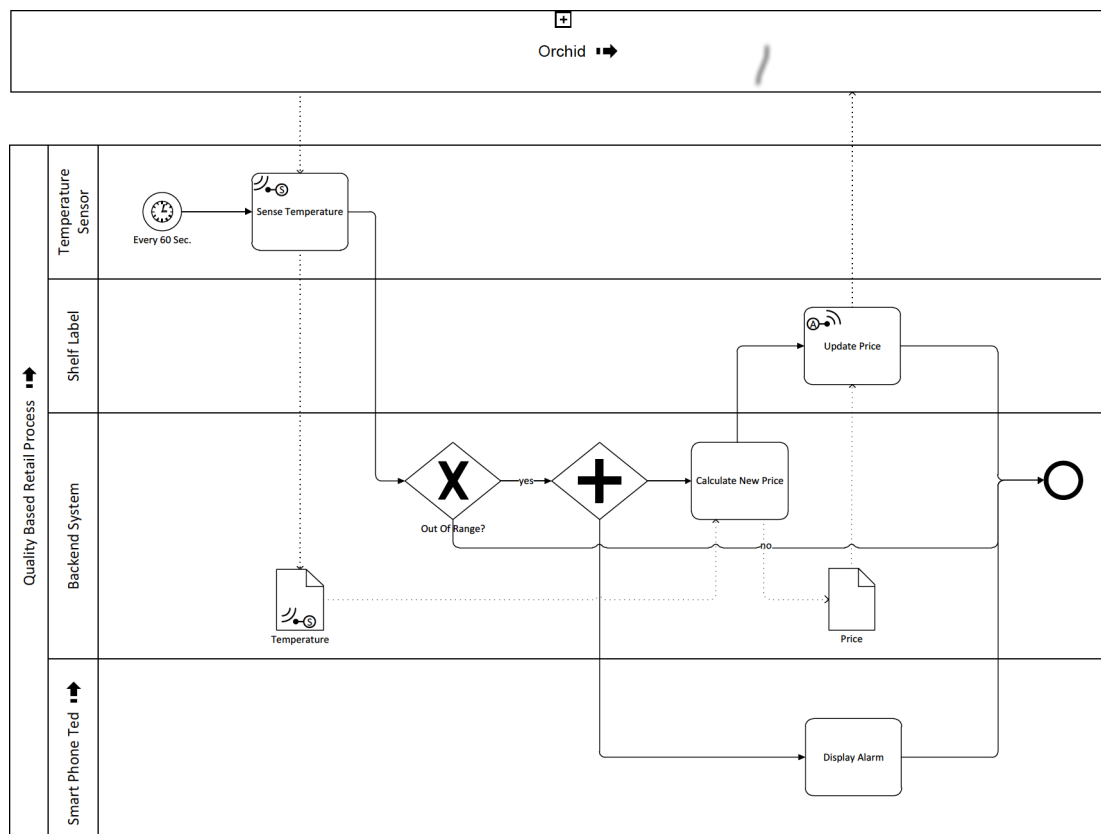 Orchid
Quality Based Retail Process
Temperature
Sensor
Every 60 Sec.
S
Sense Temperature
Shelf Label
A
Update Price
Backend System
X
Out Of Range?
yes
Calculate New Price
no
S
Temperature
Price
Smart Phone Ted
Display Alarm